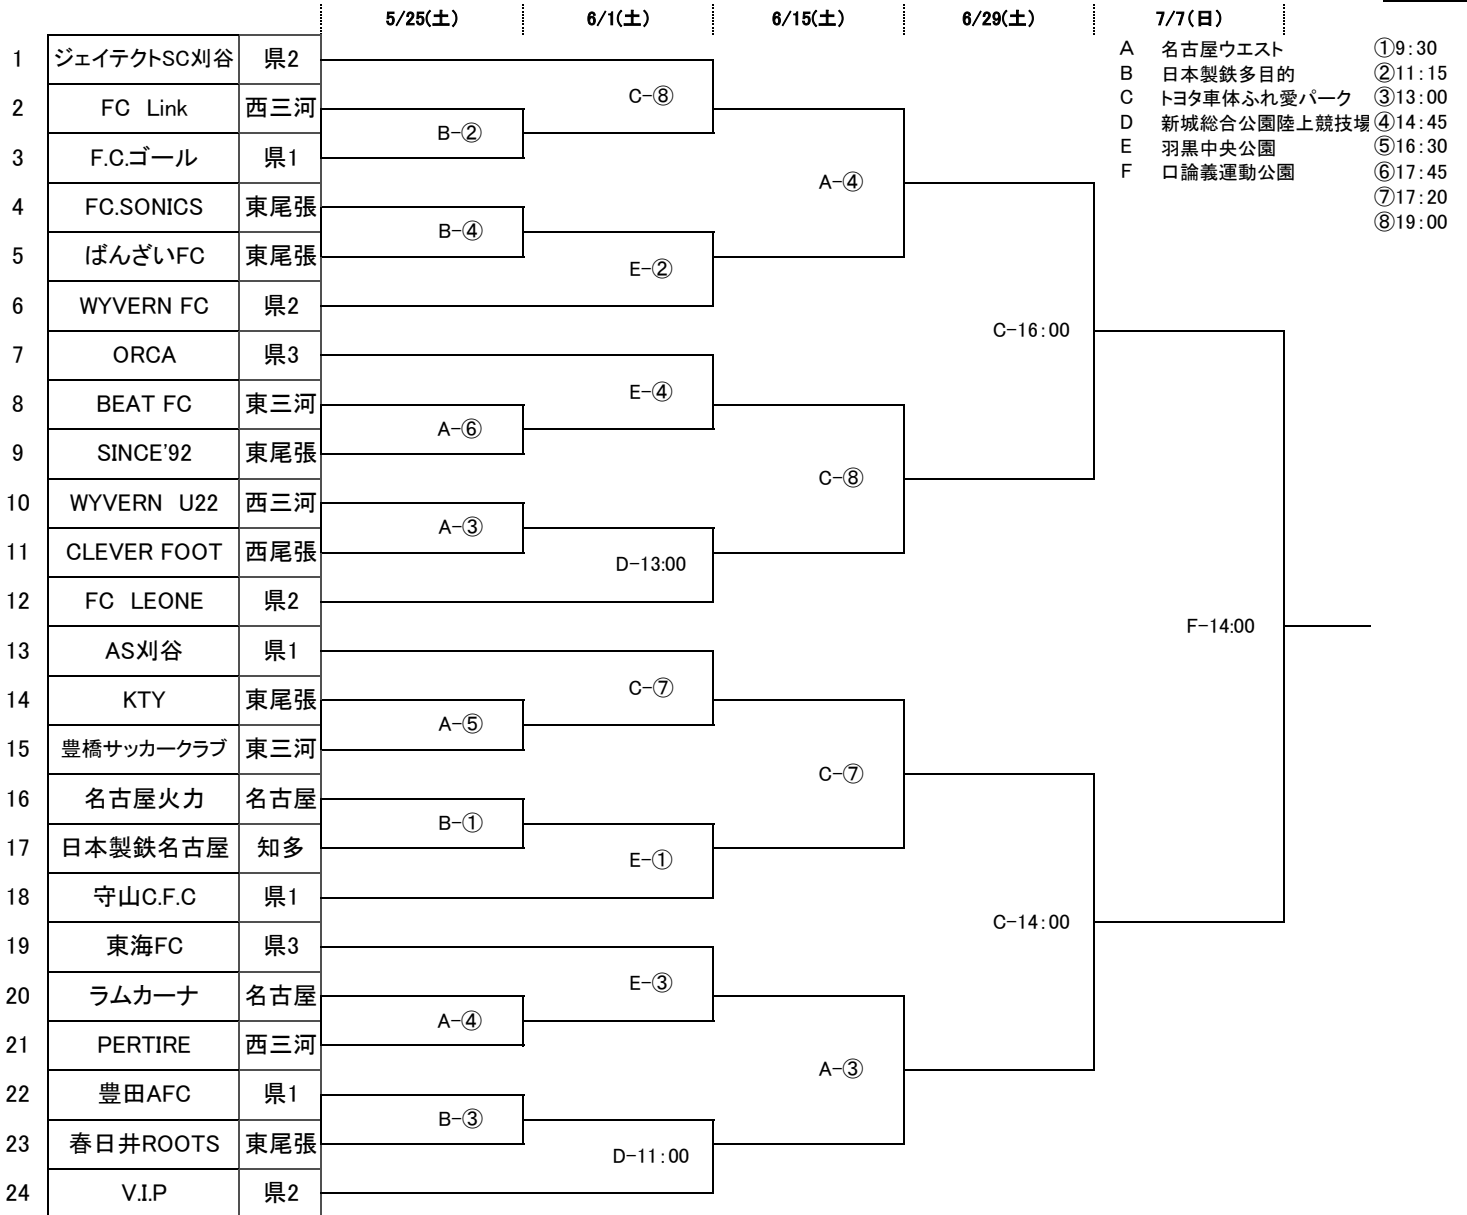 5/25(土) 6/1(土) 6/15(土) 6/29(土) 7/7(日)
A 名古屋ウエスト ①9:30
B 日本製鉄多目的 ②11:15
C トヨタ車体ふれ愛パーク ③13:00
D 新城総合公園陸上競技場 ④14:45
E 羽黒中央公園 ⑤16:30
F 口論義運動公園 ⑥17:45
⑦17:20
⑧19:00
1 ジェイテクトSC刈谷 県2
C-⑧
2 FC Link 西三河
B-②
3 F.C.ゴール 県1
A-④
4 FC.SONICS 東尾張
B-④
5 ばんざいFC 東尾張
E-②
6 WYVERN FC 県2
C-16:00
7 ORCA 県3
E-④
8 BEAT FC 東三河
A-⑥
9 SINCE'92 東尾張
C-⑧
10 WYVERN U22 西三河
A-③
11 CLEVER FOOT 西尾張
D-13:00
12 FC LEONE 県2
F-14:00
13 AS刈谷 県1
C-⑦
14 KTY 東尾張
A-⑤
15 豊橋サッカークラブ 東三河
C-⑦
16 名古屋火力 名古屋
B-①
17 日本製鉄名古屋 知多
E-①
18 守山C.F.C 県1
C-14:00
19 東海FC 県3
E-③
20 ラムカーナ 名古屋
A-④
21 PERTIRE 西三河
A-③
22 豊田AFC 県1
B-③
23 春日井ROOTS 東尾張
D-11:00
24 V.I.P 県2